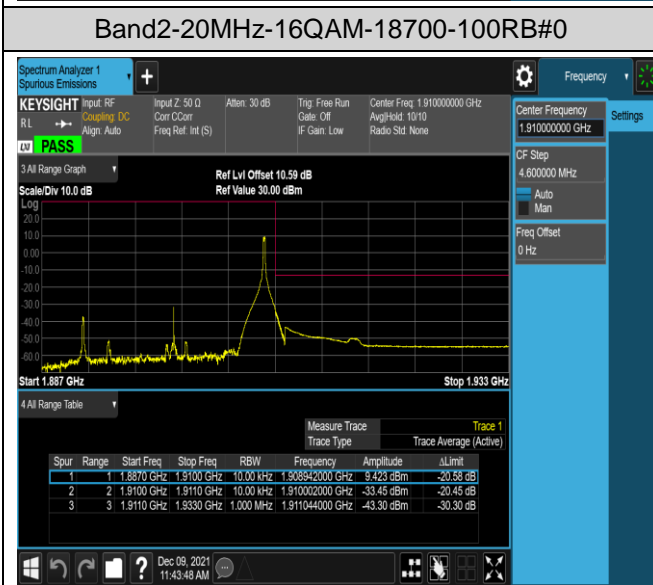 Band2-20MHz-16QAM-18700-100RB#0
Spectrum Analyzer 1
Spurious Emissions
+
Frequency
KEYSIGHT
Input: RF
Input Z: 50 Ω
Atten: 30 dB
Trig: Free Run
Center Freq: 1.910000000 GHz
R L
Coupling: DC
Corr CCorr
Gate: Off
Avg|Hold: 10/10
Align: Auto
Freq Ref: Int (S)
IF Gain: Low
Radio Std: None
LXI PASS
3 All Range Graph
Ref Lvl Offset 10.59 dB
Scale/Div 10.0 dB
Ref Value 30.00 dBm
Log
20.0
10.0
0.00
-10.0
-20.0
-30.0
-40.0
-50.0
-60.0
Start 1.887 GHz
Stop 1.933 GHz
4 All Range Table
Measure Trace Trace 1
Trace Type Trace Average (Active)
Spur Range Start Freq Stop Freq RBW Frequency Amplitude ΔLimit
1 1 1.8870 GHz 1.9100 GHz 10.00 kHz 1.908942000 GHz 9.423 dBm -20.58 dB
2 2 1.9100 GHz 1.9110 GHz 10.00 kHz 1.910002000 GHz -33.45 dBm -20.45 dB
3 3 1.9110 GHz 1.9330 GHz 1.000 MHz 1.911044000 GHz -43.30 dBm -30.30 dB
Center Frequency
1.910000000 GHz
Settings
CF Step
4.600000 MHz
Auto
Man
Freq Offset
0 Hz
?
Dec 09, 2021
11:43:48 AM